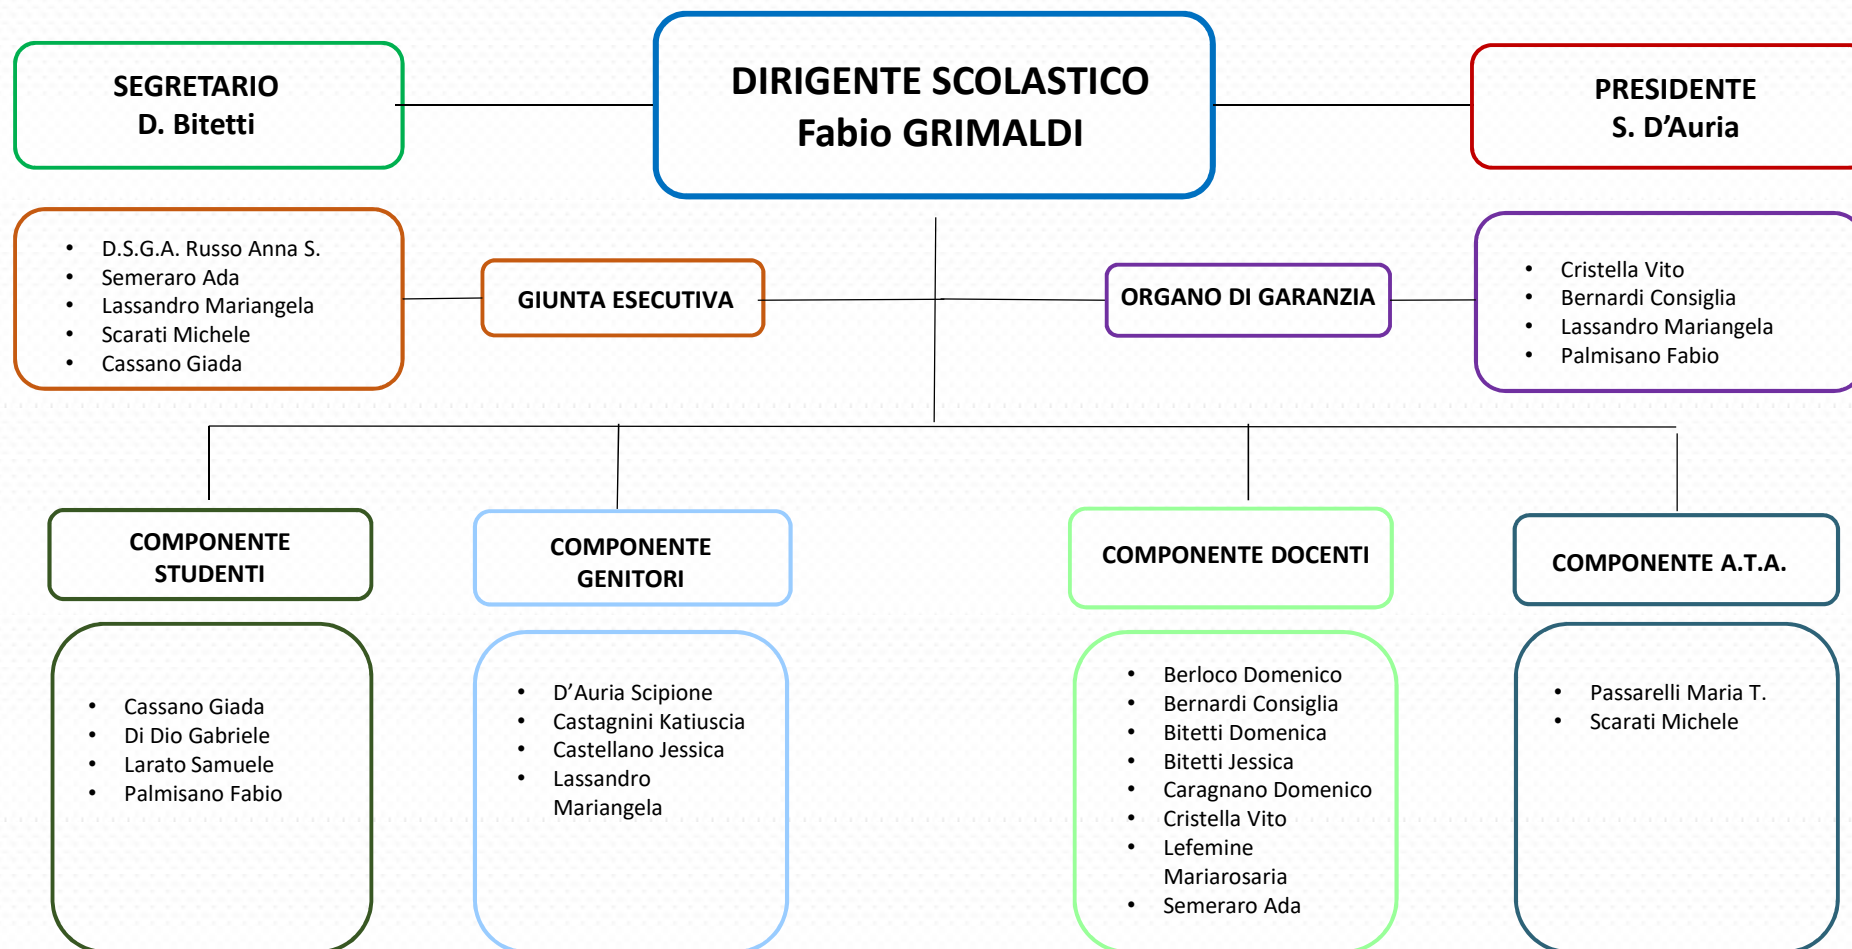 SEGRETARIO
D. Bitetti
DIRIGENTE SCOLASTICO
Fabio GRIMALDI
PRESIDENTE
S. D’Auria
• D.S.G.A. Russo Anna S.
• Semeraro Ada
• Lassandro Mariangela
• Scarati Michele
• Cassano Giada
GIUNTA ESECUTIVA
ORGANO DI GARANZIA
• Cristella Vito
• Bernardi Consiglia
• Lassandro Mariangela
• Palmisano Fabio
COMPONENTE
STUDENTI
• Cassano Giada
• Di Dio Gabriele
• Larato Samuele
• Palmisano Fabio
COMPONENTE
GENITORI
• D’Auria Scipione
• Castagnini Katiuscia
• Castellano Jessica
• Lassandro
Mariangela
COMPONENTE DOCENTI
• Berloco Domenico
• Bernardi Consiglia
• Bitetti Domenica
• Bitetti Jessica
• Caragnano Domenico
• Cristella Vito
• Lefemine
Mariarosaria
• Semeraro Ada
COMPONENTE A.T.A.
• Passarelli Maria T.
• Scarati Michele